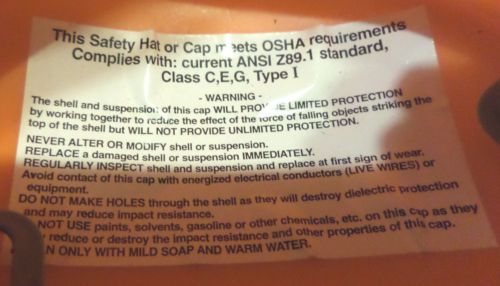 This Safety Hat or Cap meets OSHA requirements
Complies with: current ANSI Z89.1 standard,
Class C,E,G, Type I
- WARNING -
The shell and suspension of this cap WILL PROVIDE LIMITED PROTECTION
by working together to reduce the effect of the force of falling objects striking the
top of the shell but WILL NOT PROVIDE UNLIMITED PROTECTION.
NEVER ALTER OR MODIFY shell or suspension.
REPLACE a damaged shell or suspension IMMEDIATELY.
REGULARLY INSPECT shell and suspension and replace at first sign of wear.
Avoid contact of this cap with energized electrical conductors (LIVE WIRES) or
equipment.
DO NOT MAKE HOLES through the shell as they will destroy dielectric protection
and may reduce impact resistance.
NOT USE paints, solvents, gasoline or other chemicals, etc. on this cap as they
reduce or destroy the impact resistance and other properties of this cap.
ONLY WITH MILD SOAP AND WARM WATER.